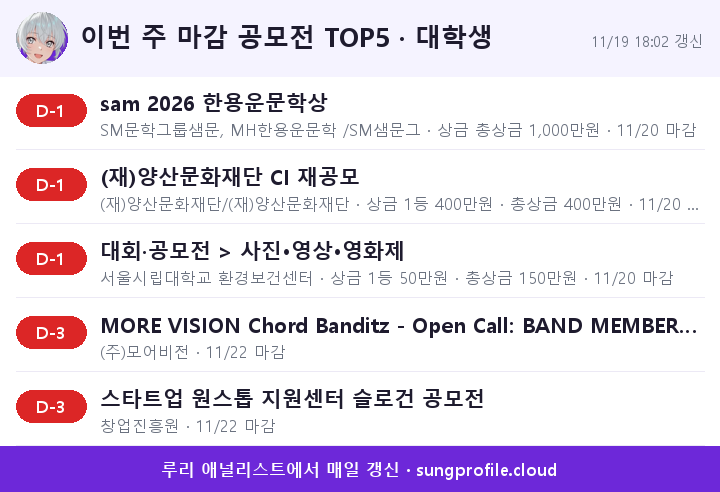 이번 주 마감 공모전 TOP5 · 대학생
11/19 18:02 갱신
D-1
sam 2026 한용운문학상
SM문학그룹샘문, MH한용운문학 /SM샘문그 · 상금 총상금 1,000만원 · 11/20 마감
D-1
(재)양산문화재단 CI 재공모
(재)양산문화재단/(재)양산문화재단 · 상금 1등 400만원 · 총상금 400만원 · 11/20 ...
D-1
대회·공모전 > 사진•영상•영화제
서울시립대학교 환경보건센터 · 상금 1등 50만원 · 총상금 150만원 · 11/20 마감
D-3
MORE VISION Chord Banditz - Open Call: BAND MEMBER...
(주)모어비전 · 11/22 마감
D-3
스타트업 원스톱 지원센터 슬로건 공모전
창업진흥원 · 11/22 마감
루리 애널리스트에서 매일 갱신 · sungprofile.cloud